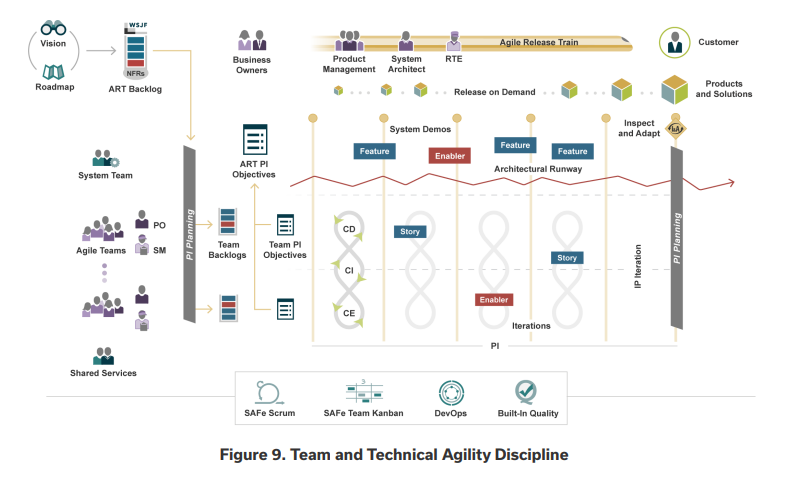 Vision
Roadmap
WSJF
NFRs
ART Backlog
Business
Owners
Product
Management
System
Architect
RTE
Agile Release Train
Customer
Release on Demand
Products
and Solutions
System Demos
Inspect
and Adapt
I&A
Feature
Enabler
Feature
Feature
Architectural Runway
ART PI
Objectives
System Team
PI Planning
Agile Teams
PO
SM
Team
Backlogs
Team PI
Objectives
CD
CI
CE
Story
Story
Enabler
IP Iteration
PI Planning
Iterations
PI
Shared Services
SAFe Scrum
SAFe Team Kanban
3
DevOps
Built-In Quality
Figure 9. Team and Technical Agility Discipline